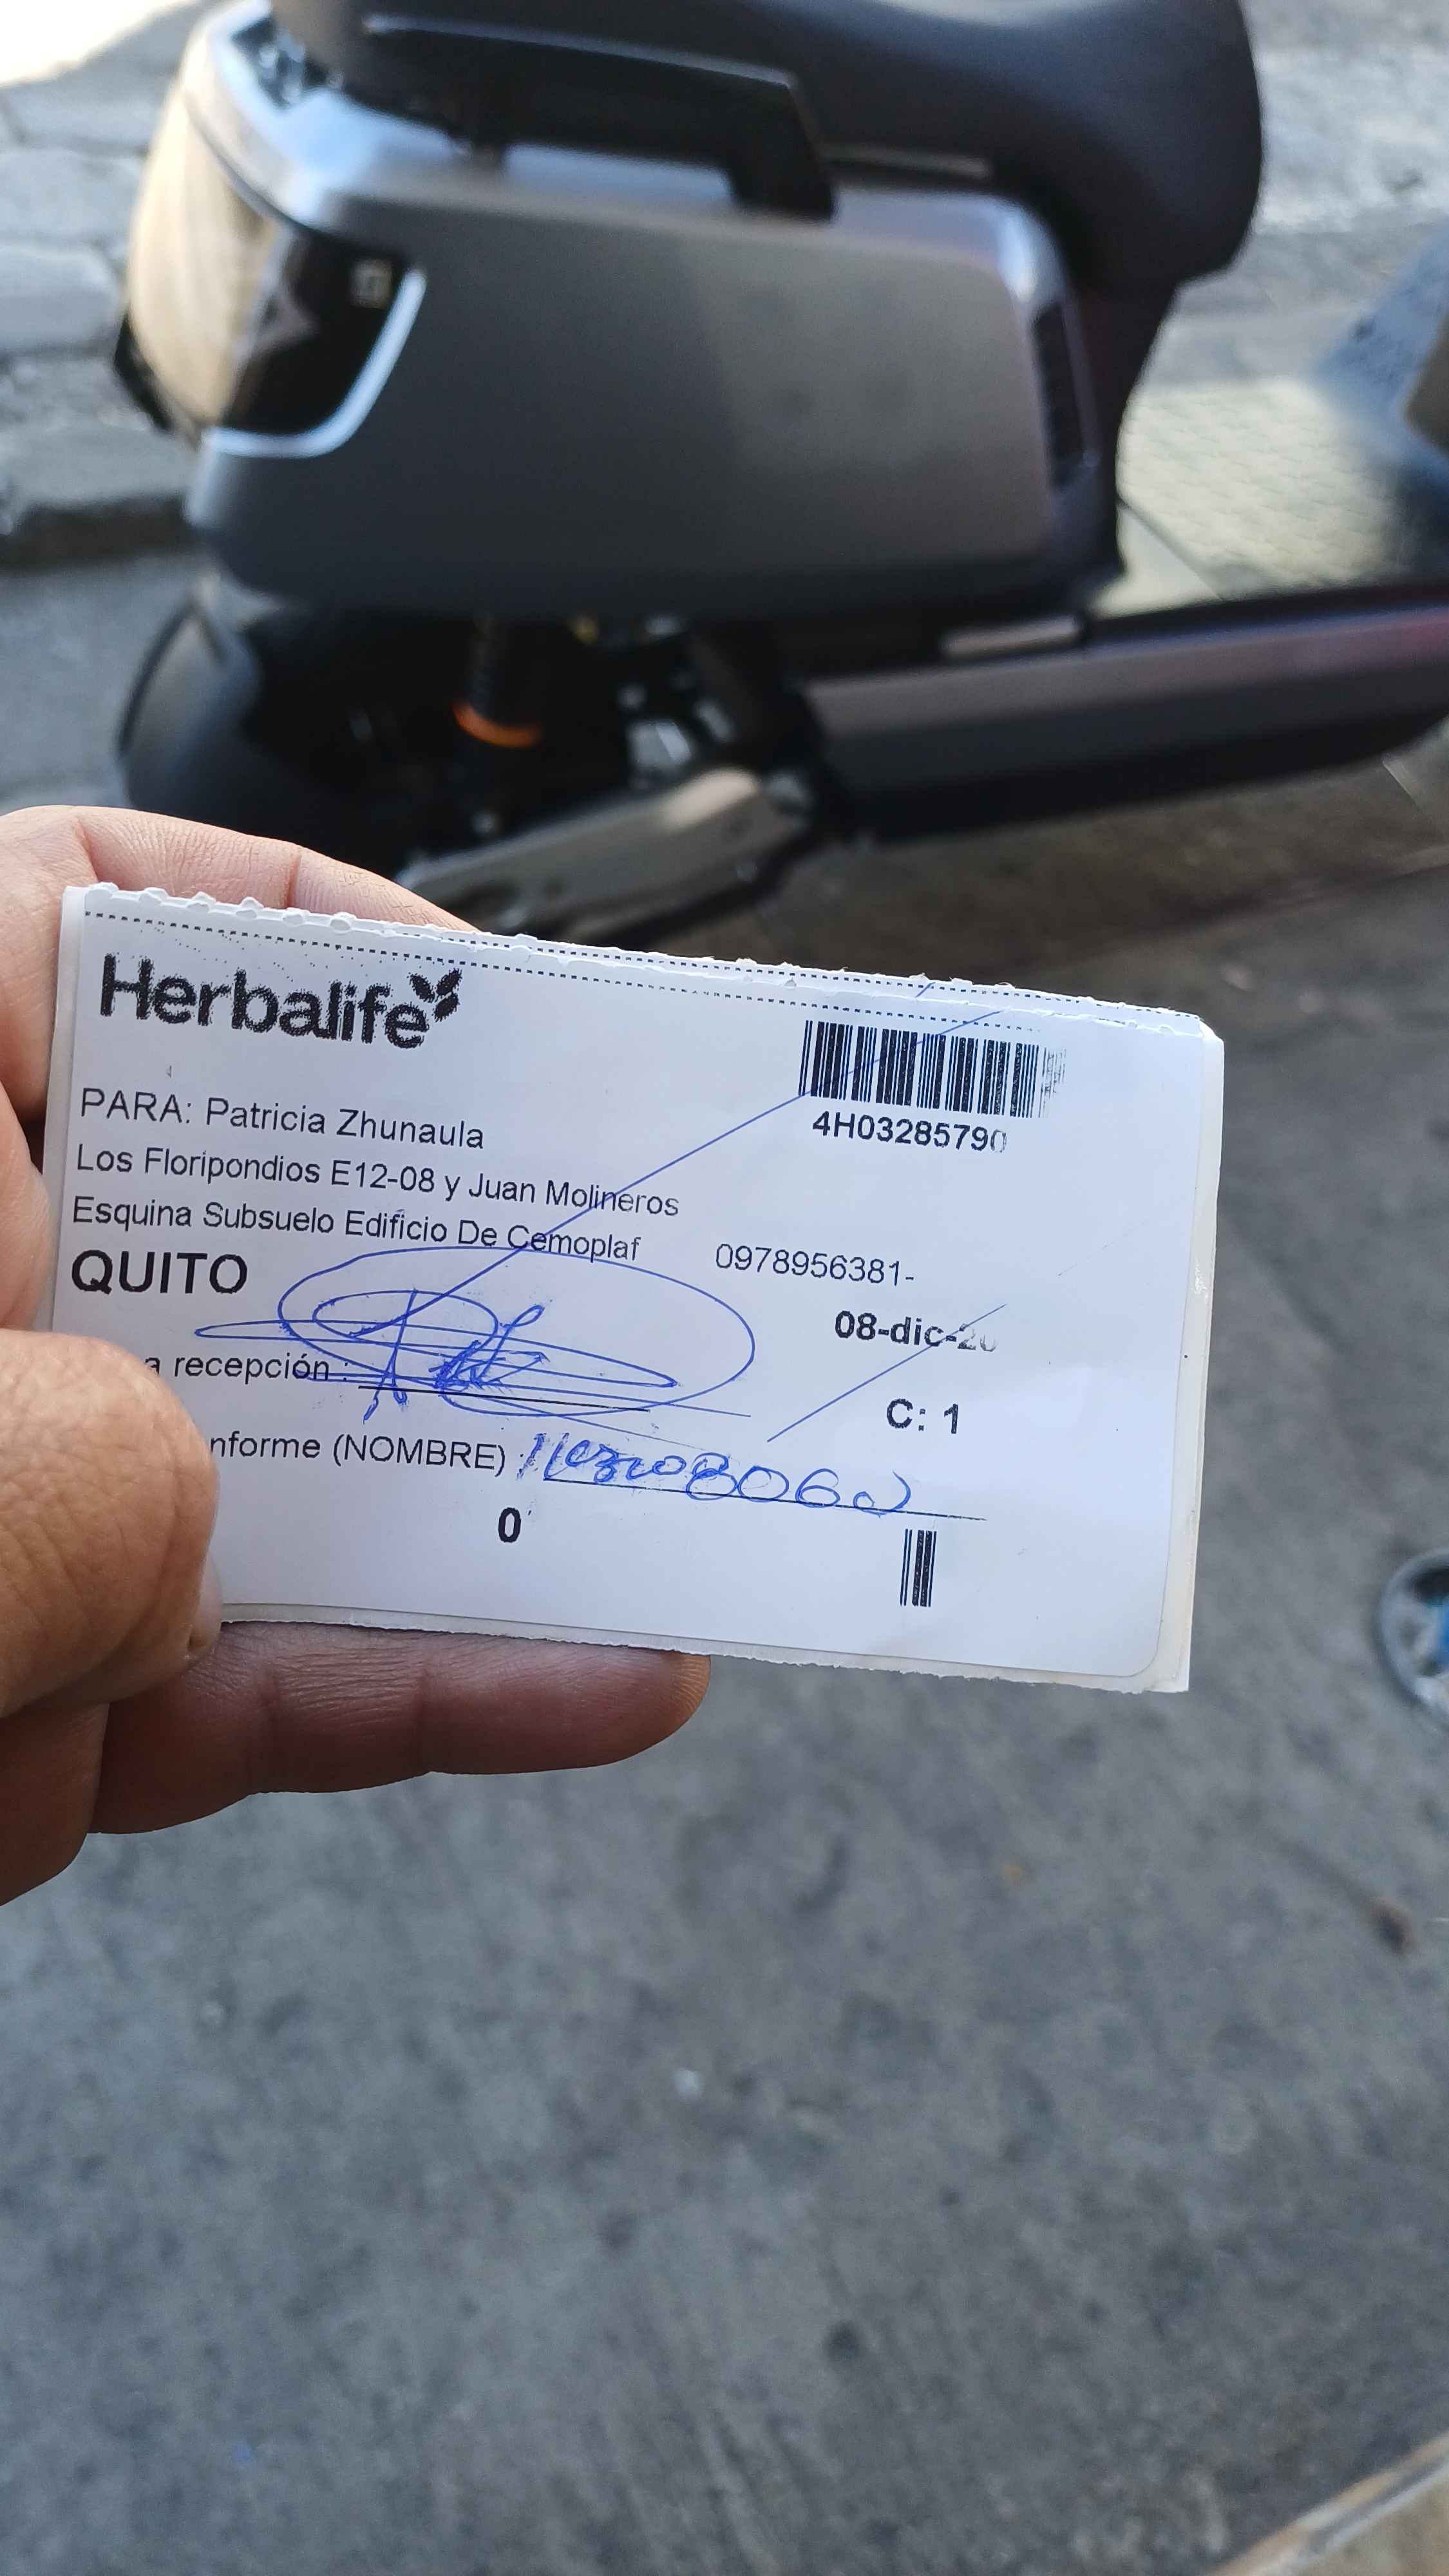 Herbalife
4H03285790
PARA: Patricia Zhunaula
Los Floripondios E12-08 y Juan Molineros
Esquina Subsuelo Edificio De Cemoplaf 0978956381-
QUITO
08-dic-20
a recepción :
C: 1
nforme (NOMBRE) :
0